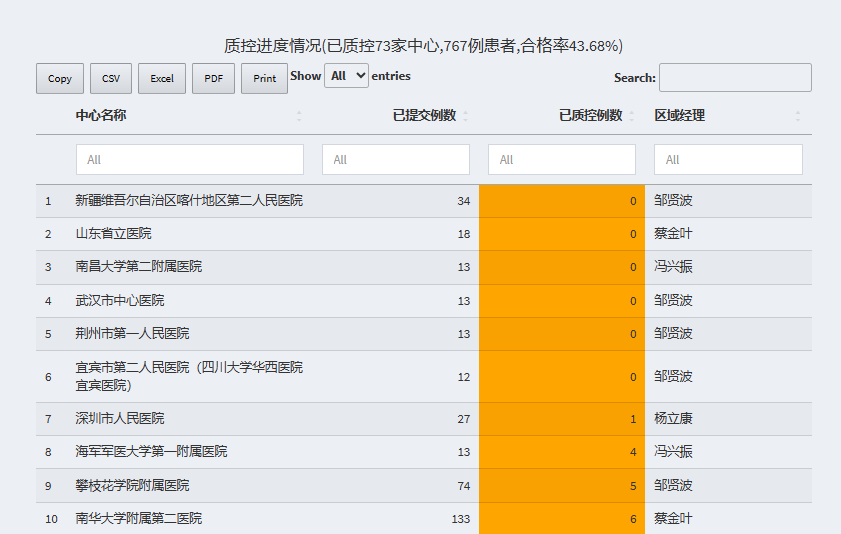 质控进度情况(已质控73家中心,767例患者,合格率43.68%)
Copy CSV Excel PDF Print Show All entries Search:
中心名称 已提交例数 已质控例数 区域经理
All All All All
1 新疆维吾尔自治区喀什地区第二人民医院 34 0 邹贤波
2 山东省立医院 18 0 蔡金叶
3 南昌大学第二附属医院 13 0 冯兴振
4 武汉市中心医院 13 0 邹贤波
5 荆州市第一人民医院 13 0 邹贤波
6 宜宾市第二人民医院（四川大学华西医院
宜宾医院） 12 0 邹贤波
7 深圳市人民医院 27 1 杨立康
8 海军军医大学第一附属医院 13 4 冯兴振
9 攀枝花学院附属医院 74 5 邹贤波
10 南华大学附属第二医院 133 6 蔡金叶